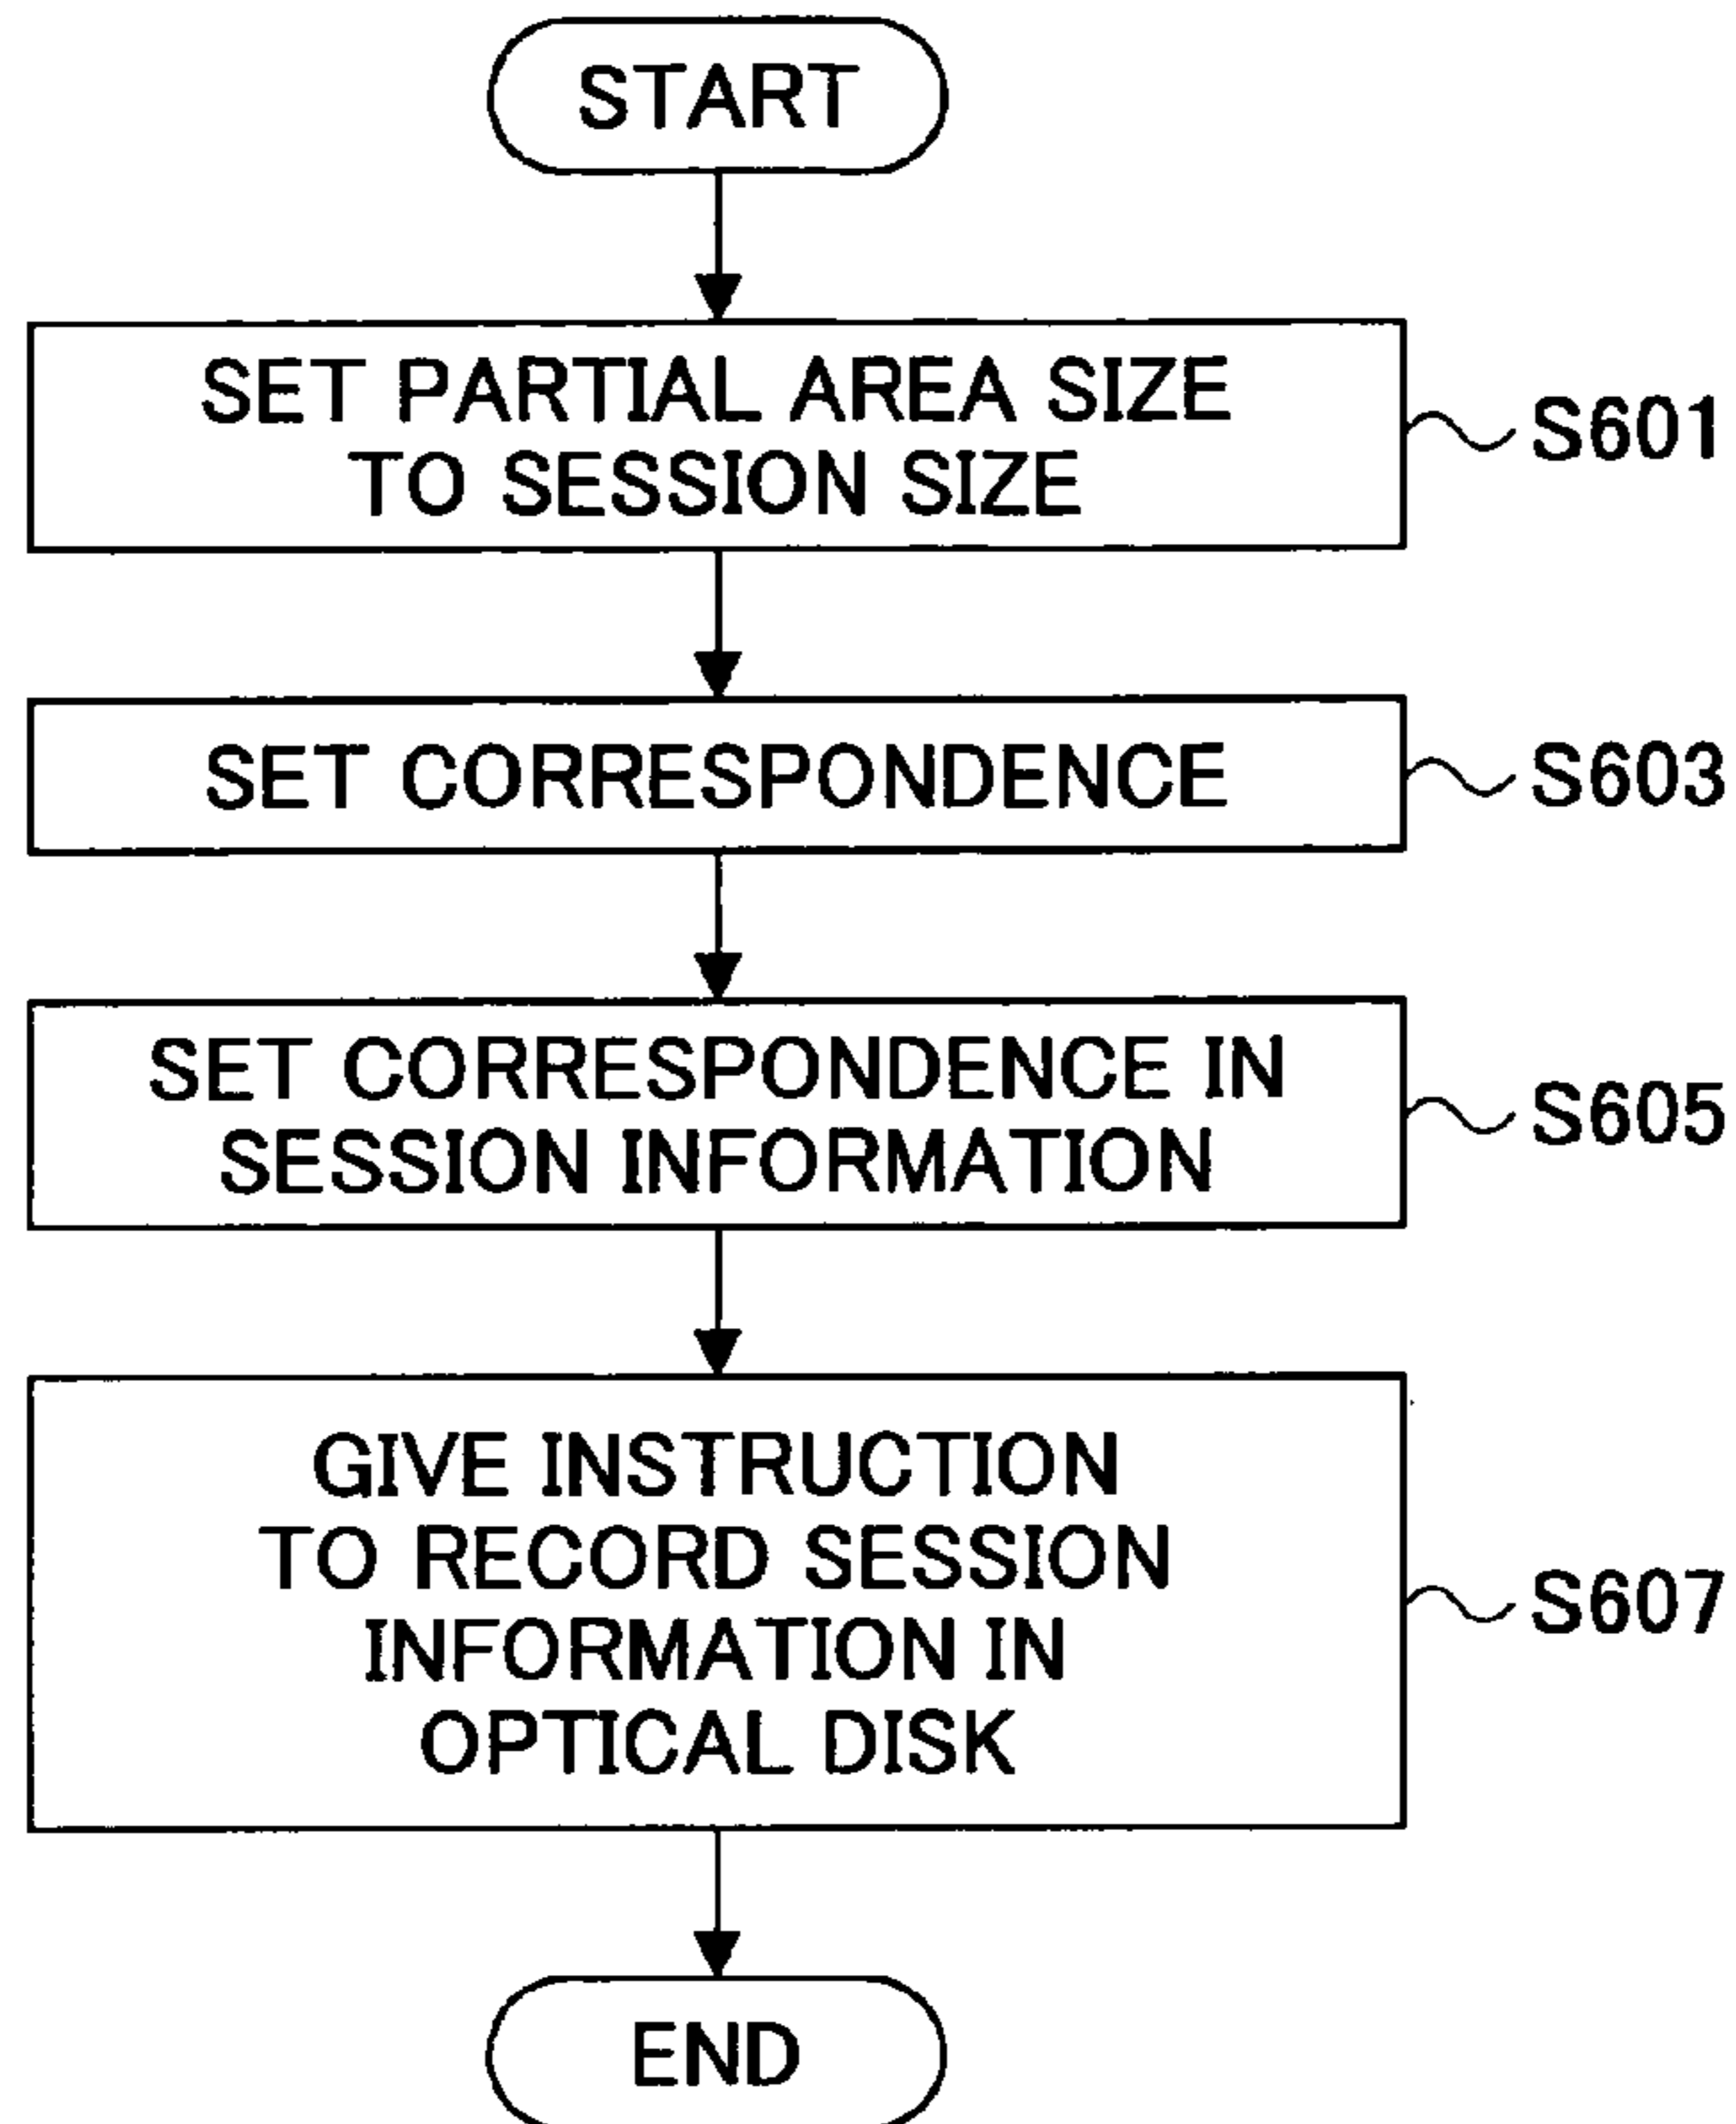 START
SET PARTIAL AREA SIZE
TO SESSION SIZE
S601
SET CORRESPONDENCE
S603
SET CORRESPONDENCE IN
SESSION INFORMATION
S605
GIVE INSTRUCTION
TO RECORD SESSION
INFORMATION IN
OPTICAL DISK
S607
END